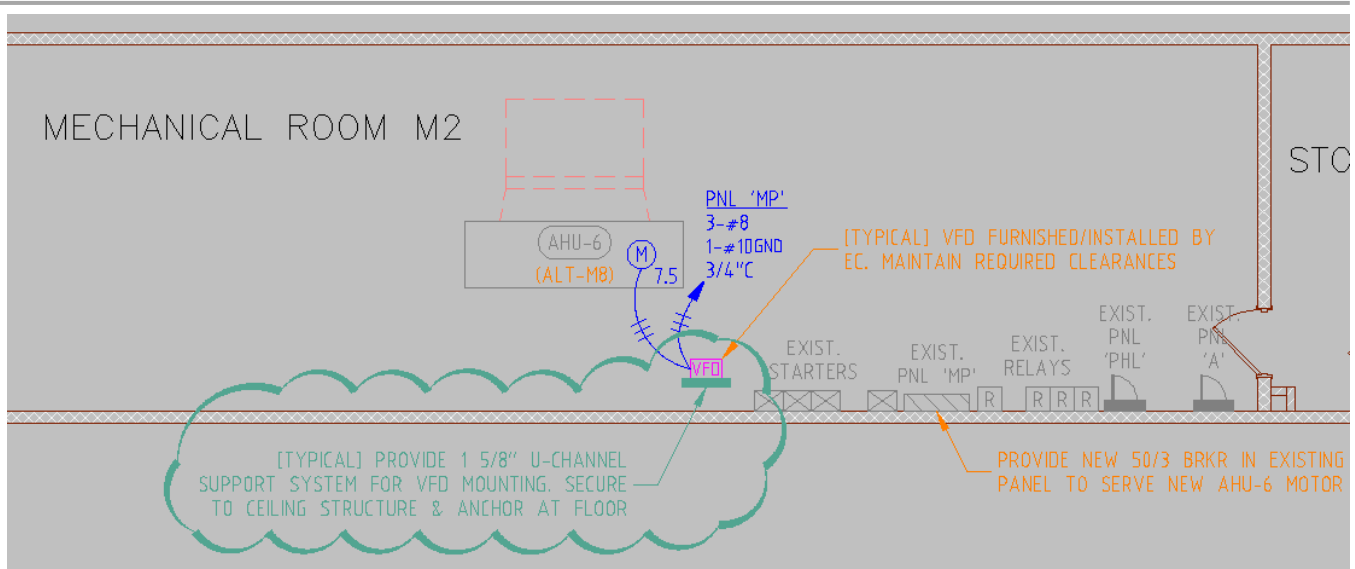 MECHANICAL ROOM M2
AHU-6
(ALT-M8)
M
7.5
PNL 'MP'
3-#8
1-#10GND
3/4"C
[TYPICAL] VFD FURNISHED/INSTALLED BY
EC. MAINTAIN REQUIRED CLEARANCES
STO
VFD
EXIST.
STARTERS
EXIST.
PNL 'MP'
EXIST.
RELAYS
EXIST.
PNL
'PHL'
EXIST.
PNL
'A'
R
R
R
R
[TYPICAL] PROVIDE 1 5/8" U-CHANNEL
SUPPORT SYSTEM FOR VFD MOUNTING. SECURE
TO CEILING STRUCTURE & ANCHOR AT FLOOR
PROVIDE NEW 50/3 BRKR IN EXISTING
PANEL TO SERVE NEW AHU-6 MOTOR